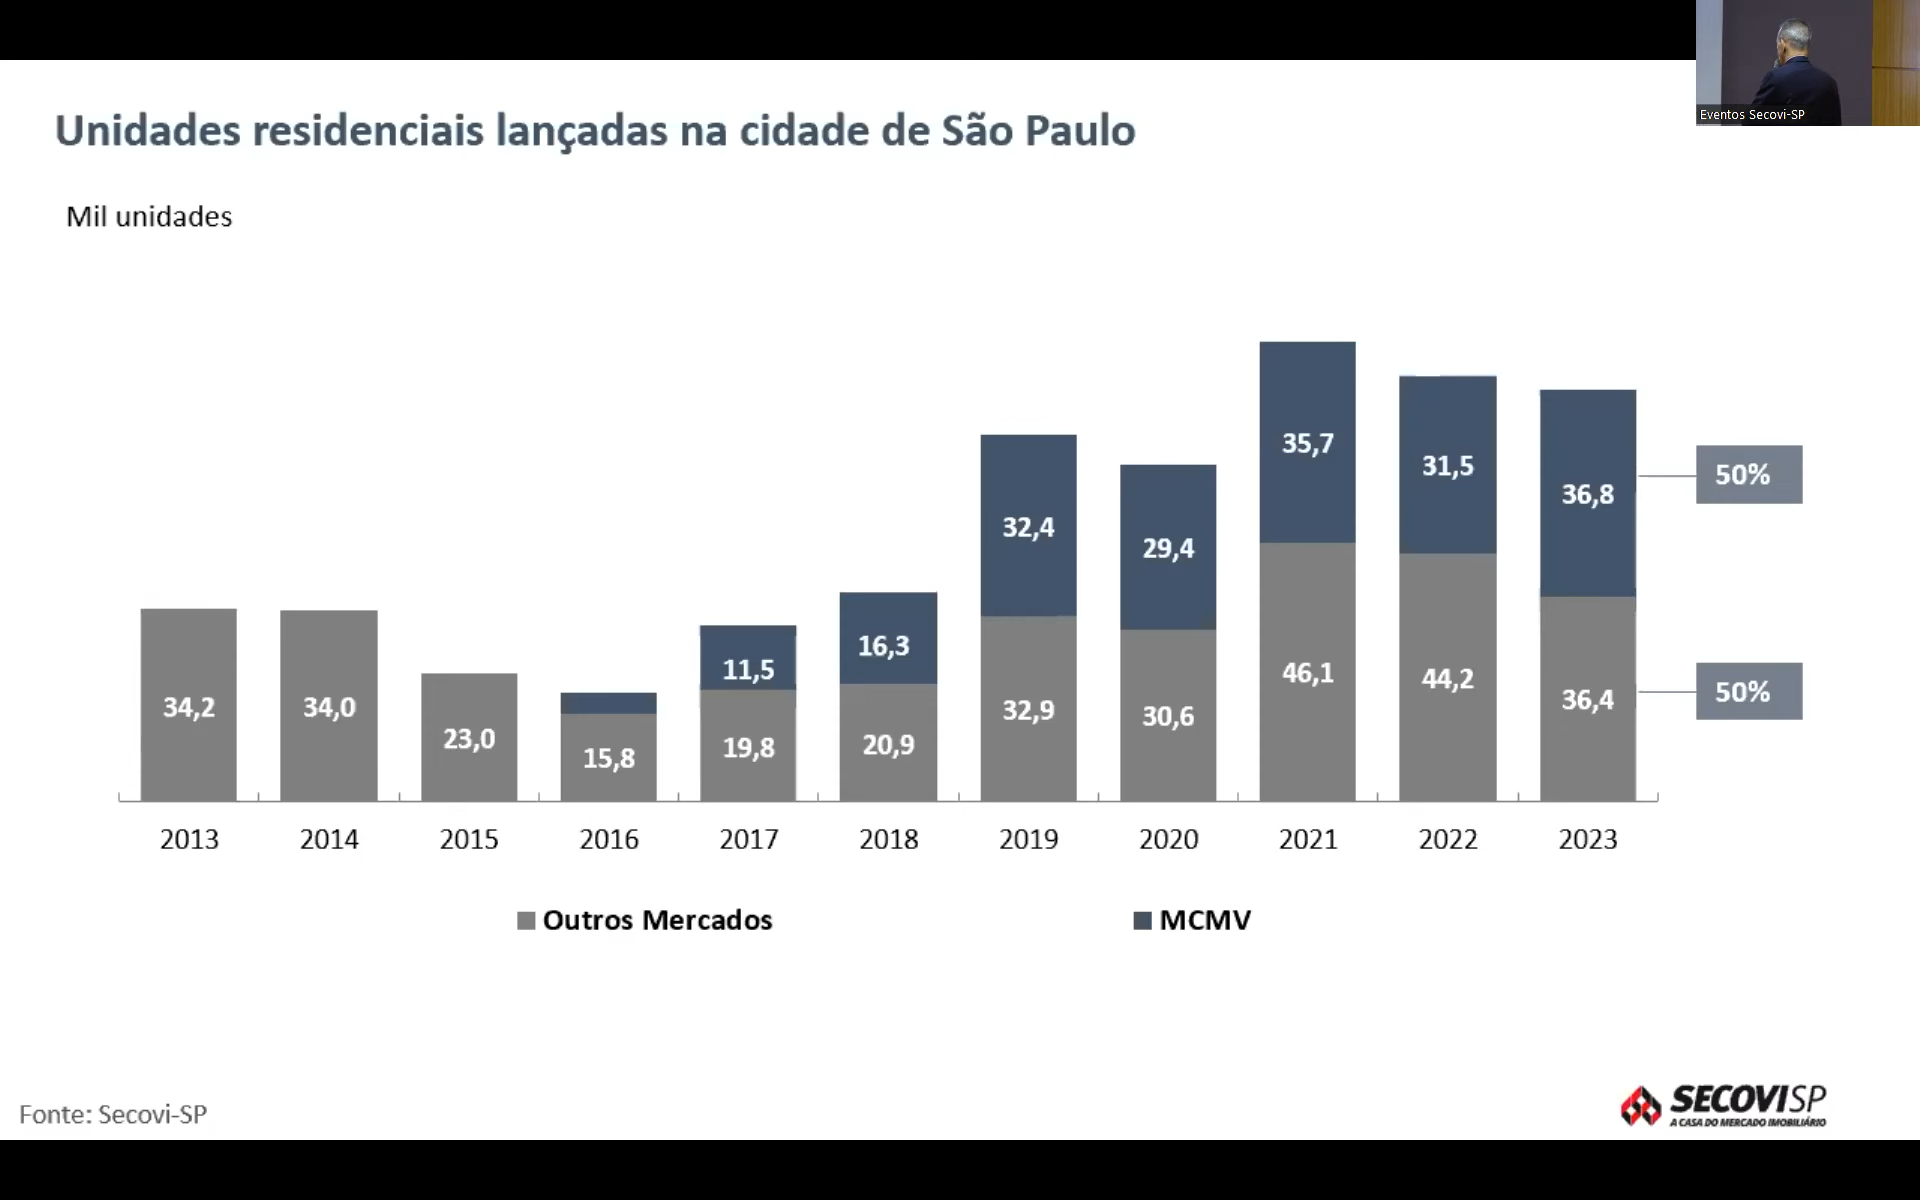 Eventos Secovi-SP
Unidades residenciais lançadas na cidade de São Paulo
Mil unidades
35,7
31,5
50%
36,8
32,4
29,4
16,3
11,5
46,1
44,2
50%
36,4
34,2
34,0
32,9
30,6
23,0
15,8
19,8
20,9
2013 2014 2015 2016 2017 2018 2019 2020 2021 2022 2023
Outros Mercados MCMV
SECOVISP
A CASA DO MERCADO IMOBILIÁRIO
Fonte: Secovi-SP